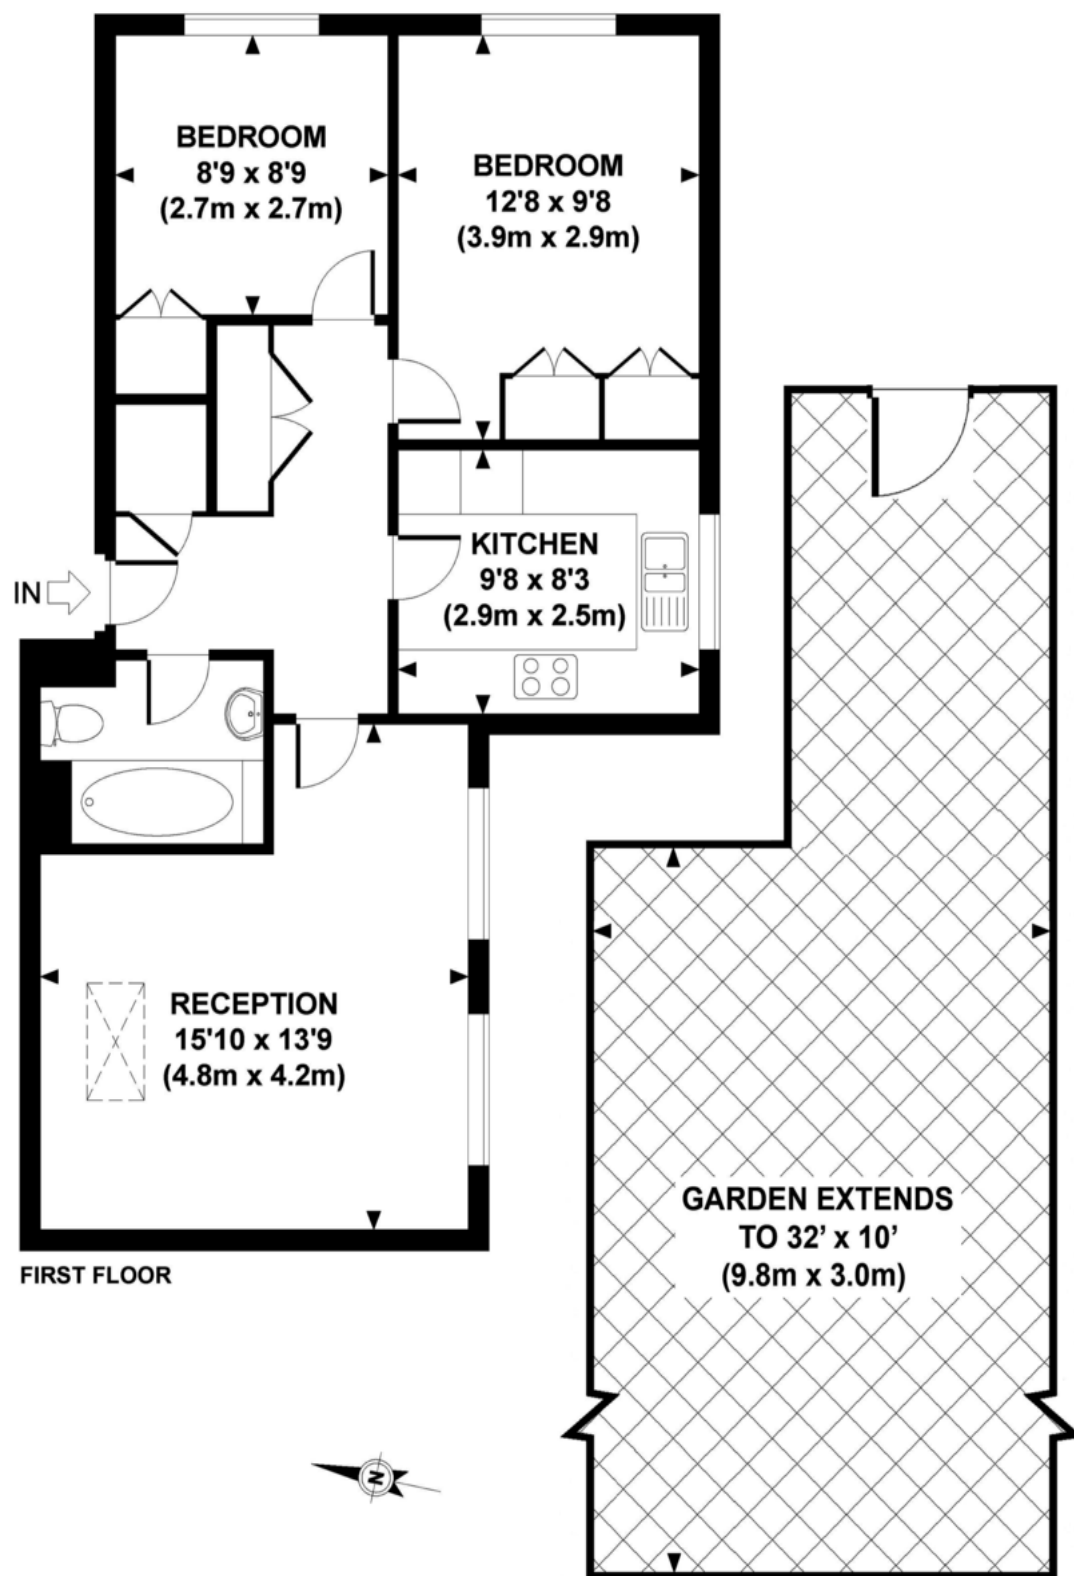 BEDROOM
8'9 x 8'9
(2.7m x 2.7m)
BEDROOM
12'8 x 9'8
(3.9m x 2.9m)
IN
KITCHEN
9'8 x 8'3
(2.9m x 2.5m)
RECEPTION
15'10 x 13'9
(4.8m x 4.2m)
GARDEN EXTENDS
TO 32’ x 10’
(9.8m x 3.0m)
FIRST FLOOR
N